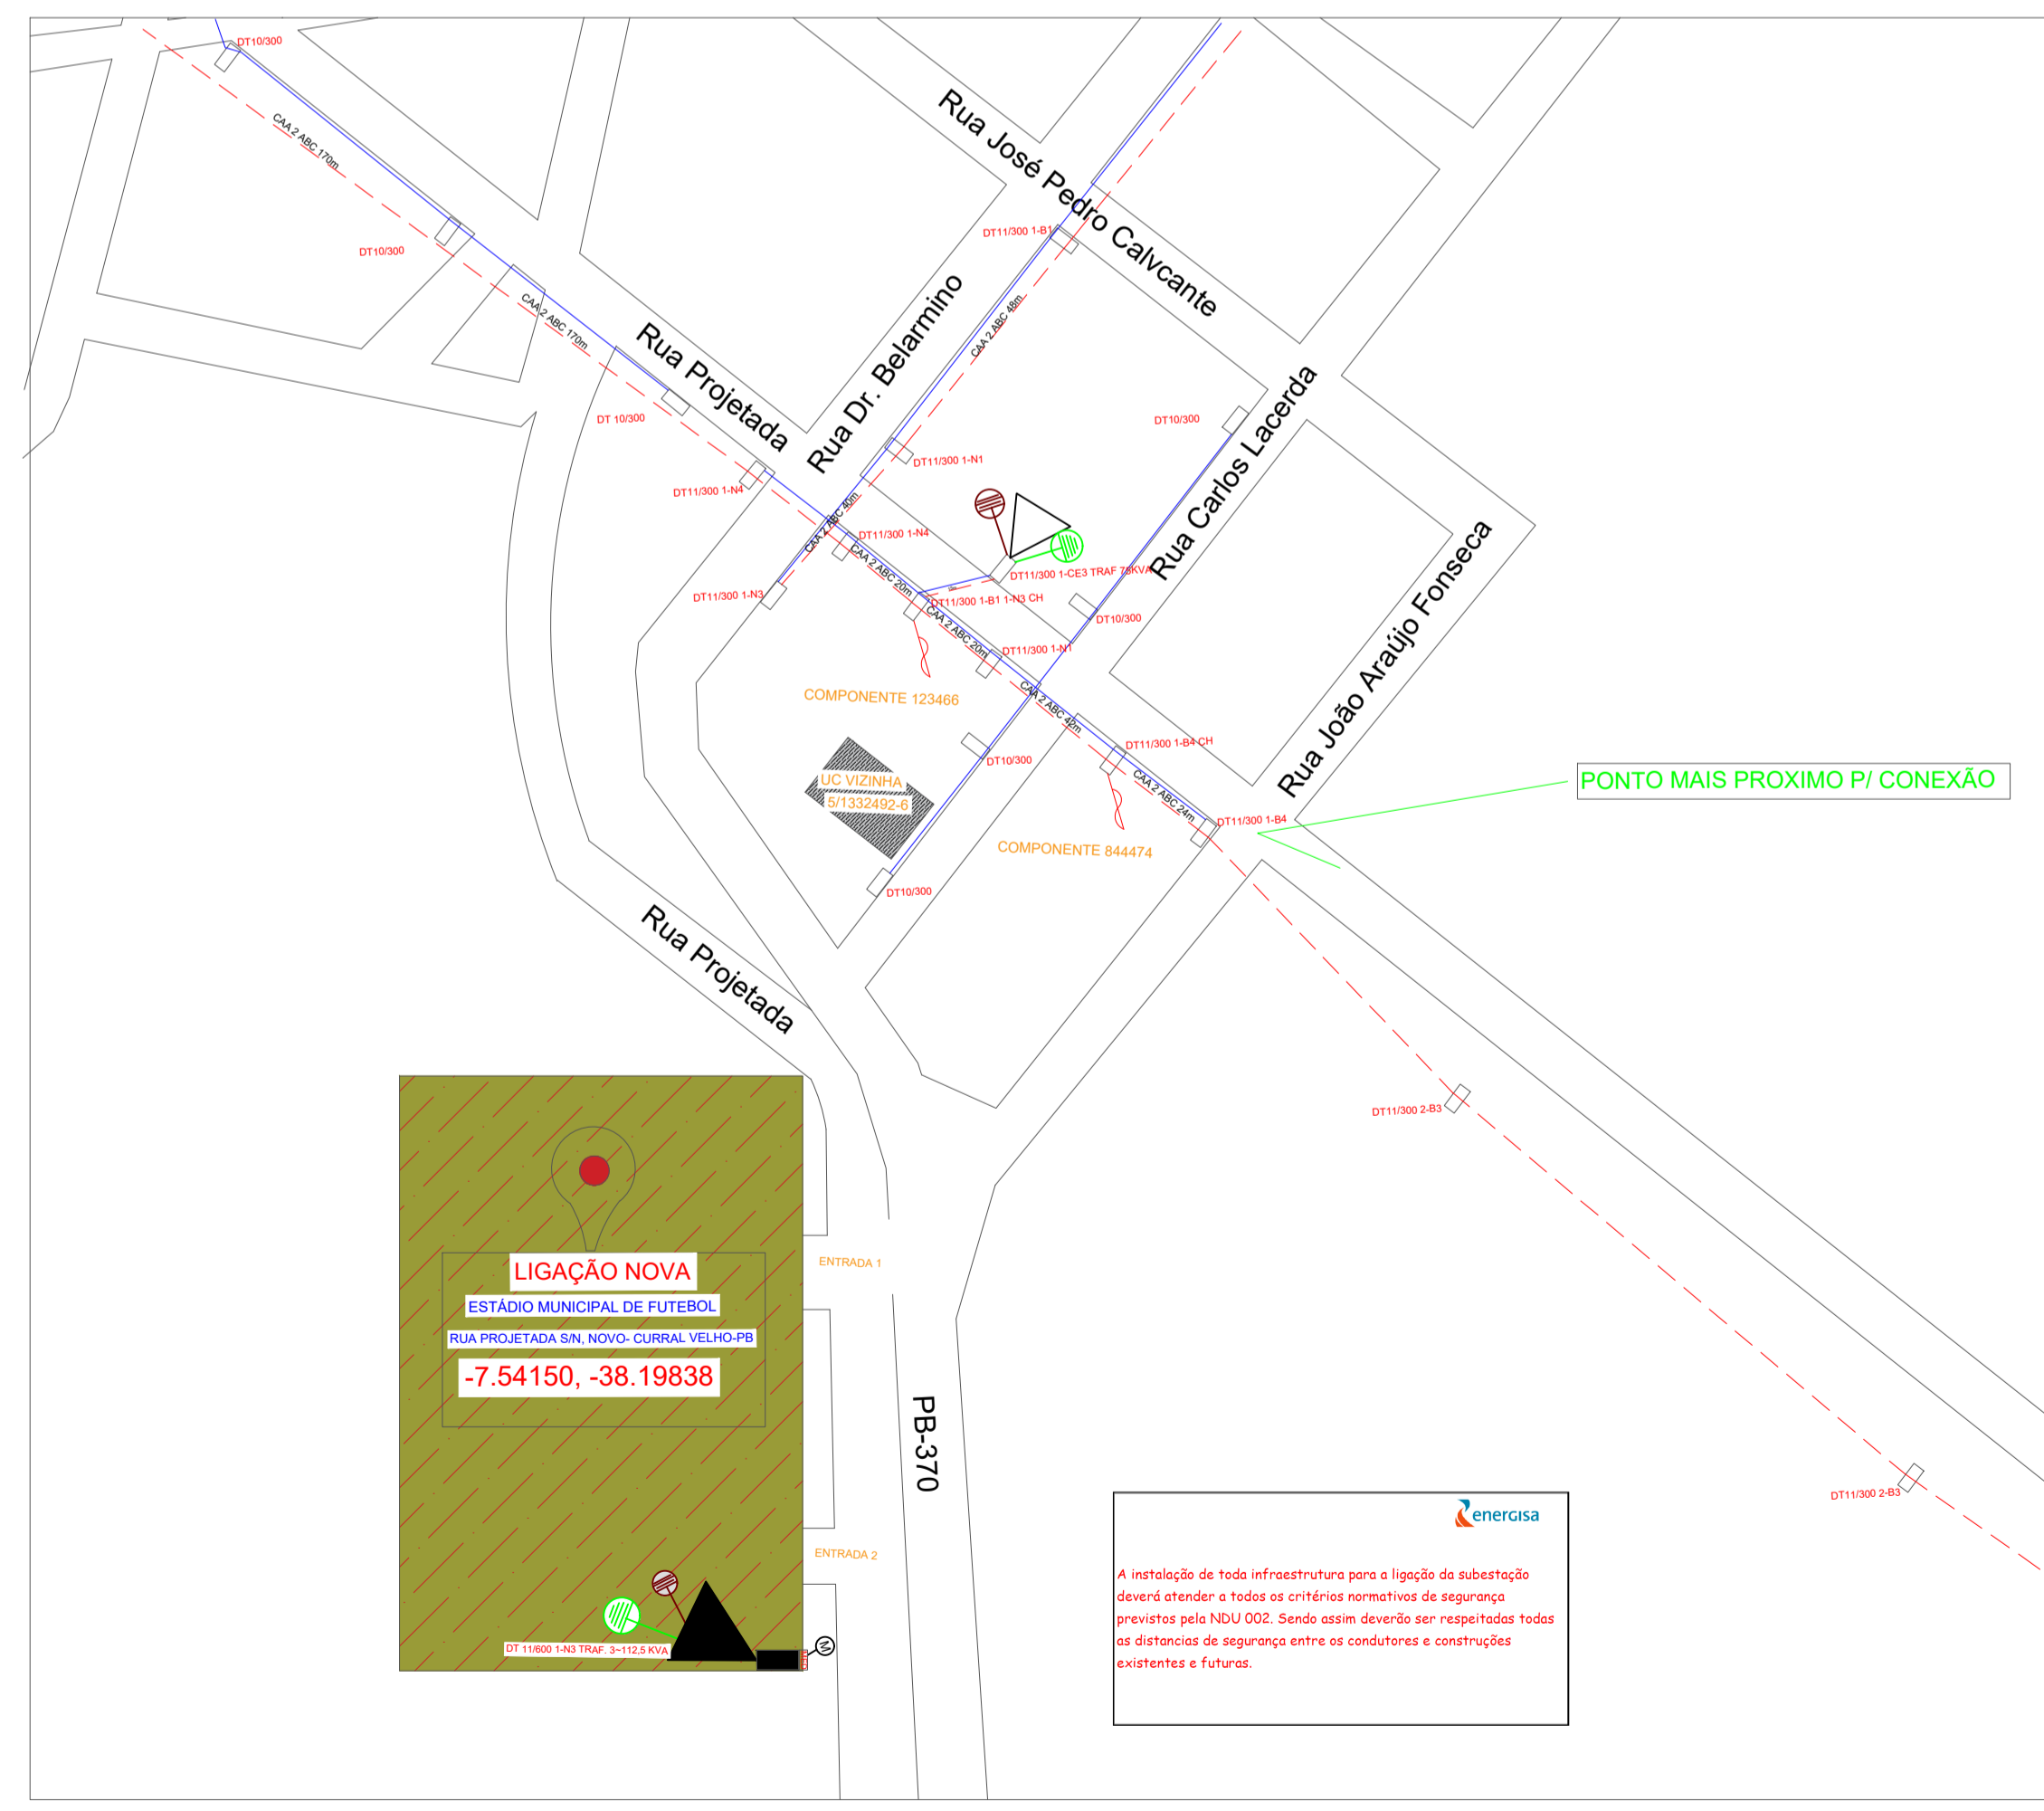 DT10/300
CAA 2 ABC 170m
DT10/300
CAA 2 ABC 170m
DT 10/300
Rua Projetada
DT11/300 1-N4
Rua José Pedro Calvcante
DT11/300 1-B1
Rua Dr. Belarmino
CAA 2 ABC 48m
DT11/300 1-N1
CAA 2 ABC 40m
DT10/300
Rua Carlos Lacerda
DT11/300 1-N4
DT11/300 1-N3
CAA 2 ABC 20m
DT11/300 1-CE3 TRAF 75KVA
DT11/300 1-B1 1-N3 CH
CAA 2 ABC 20m
DT10/300
DT11/300 1-N1
CAA 2 ABC 42m
Rua João Araújo Fonseca
COMPONENTE 123466
DT11/300 1-B4 CH
DT10/300
CAA 2 ABC 24m
UC VIZINHA
5/1332492-6
DT11/300 1-B4
PONTO MAIS PROXIMO P/ CONEXÃO
COMPONENTE 844474
DT10/300
Rua Projetada
DT11/300 2-B3
LIGAÇÃO NOVA
ESTÁDIO MUNICIPAL DE FUTEBOL
RUA PROJETADA S/N, NOVO- CURRAL VELHO-PB
-7.54150, -38.19838
ENTRADA 1
PB-370
DT11/300 2-B3
ENTRADA 2
DT 11/600 1-N3 TRAF. 3~112,5 KVA
M
energisa
A instalação de toda infraestrutura para a ligação da subestação
deverá atender a todos os critérios normativos de segurança
previstos pela NDU 002. Sendo assim deverão ser respeitadas todas
as distancias de segurança entre os condutores e construções
existentes e futuras.